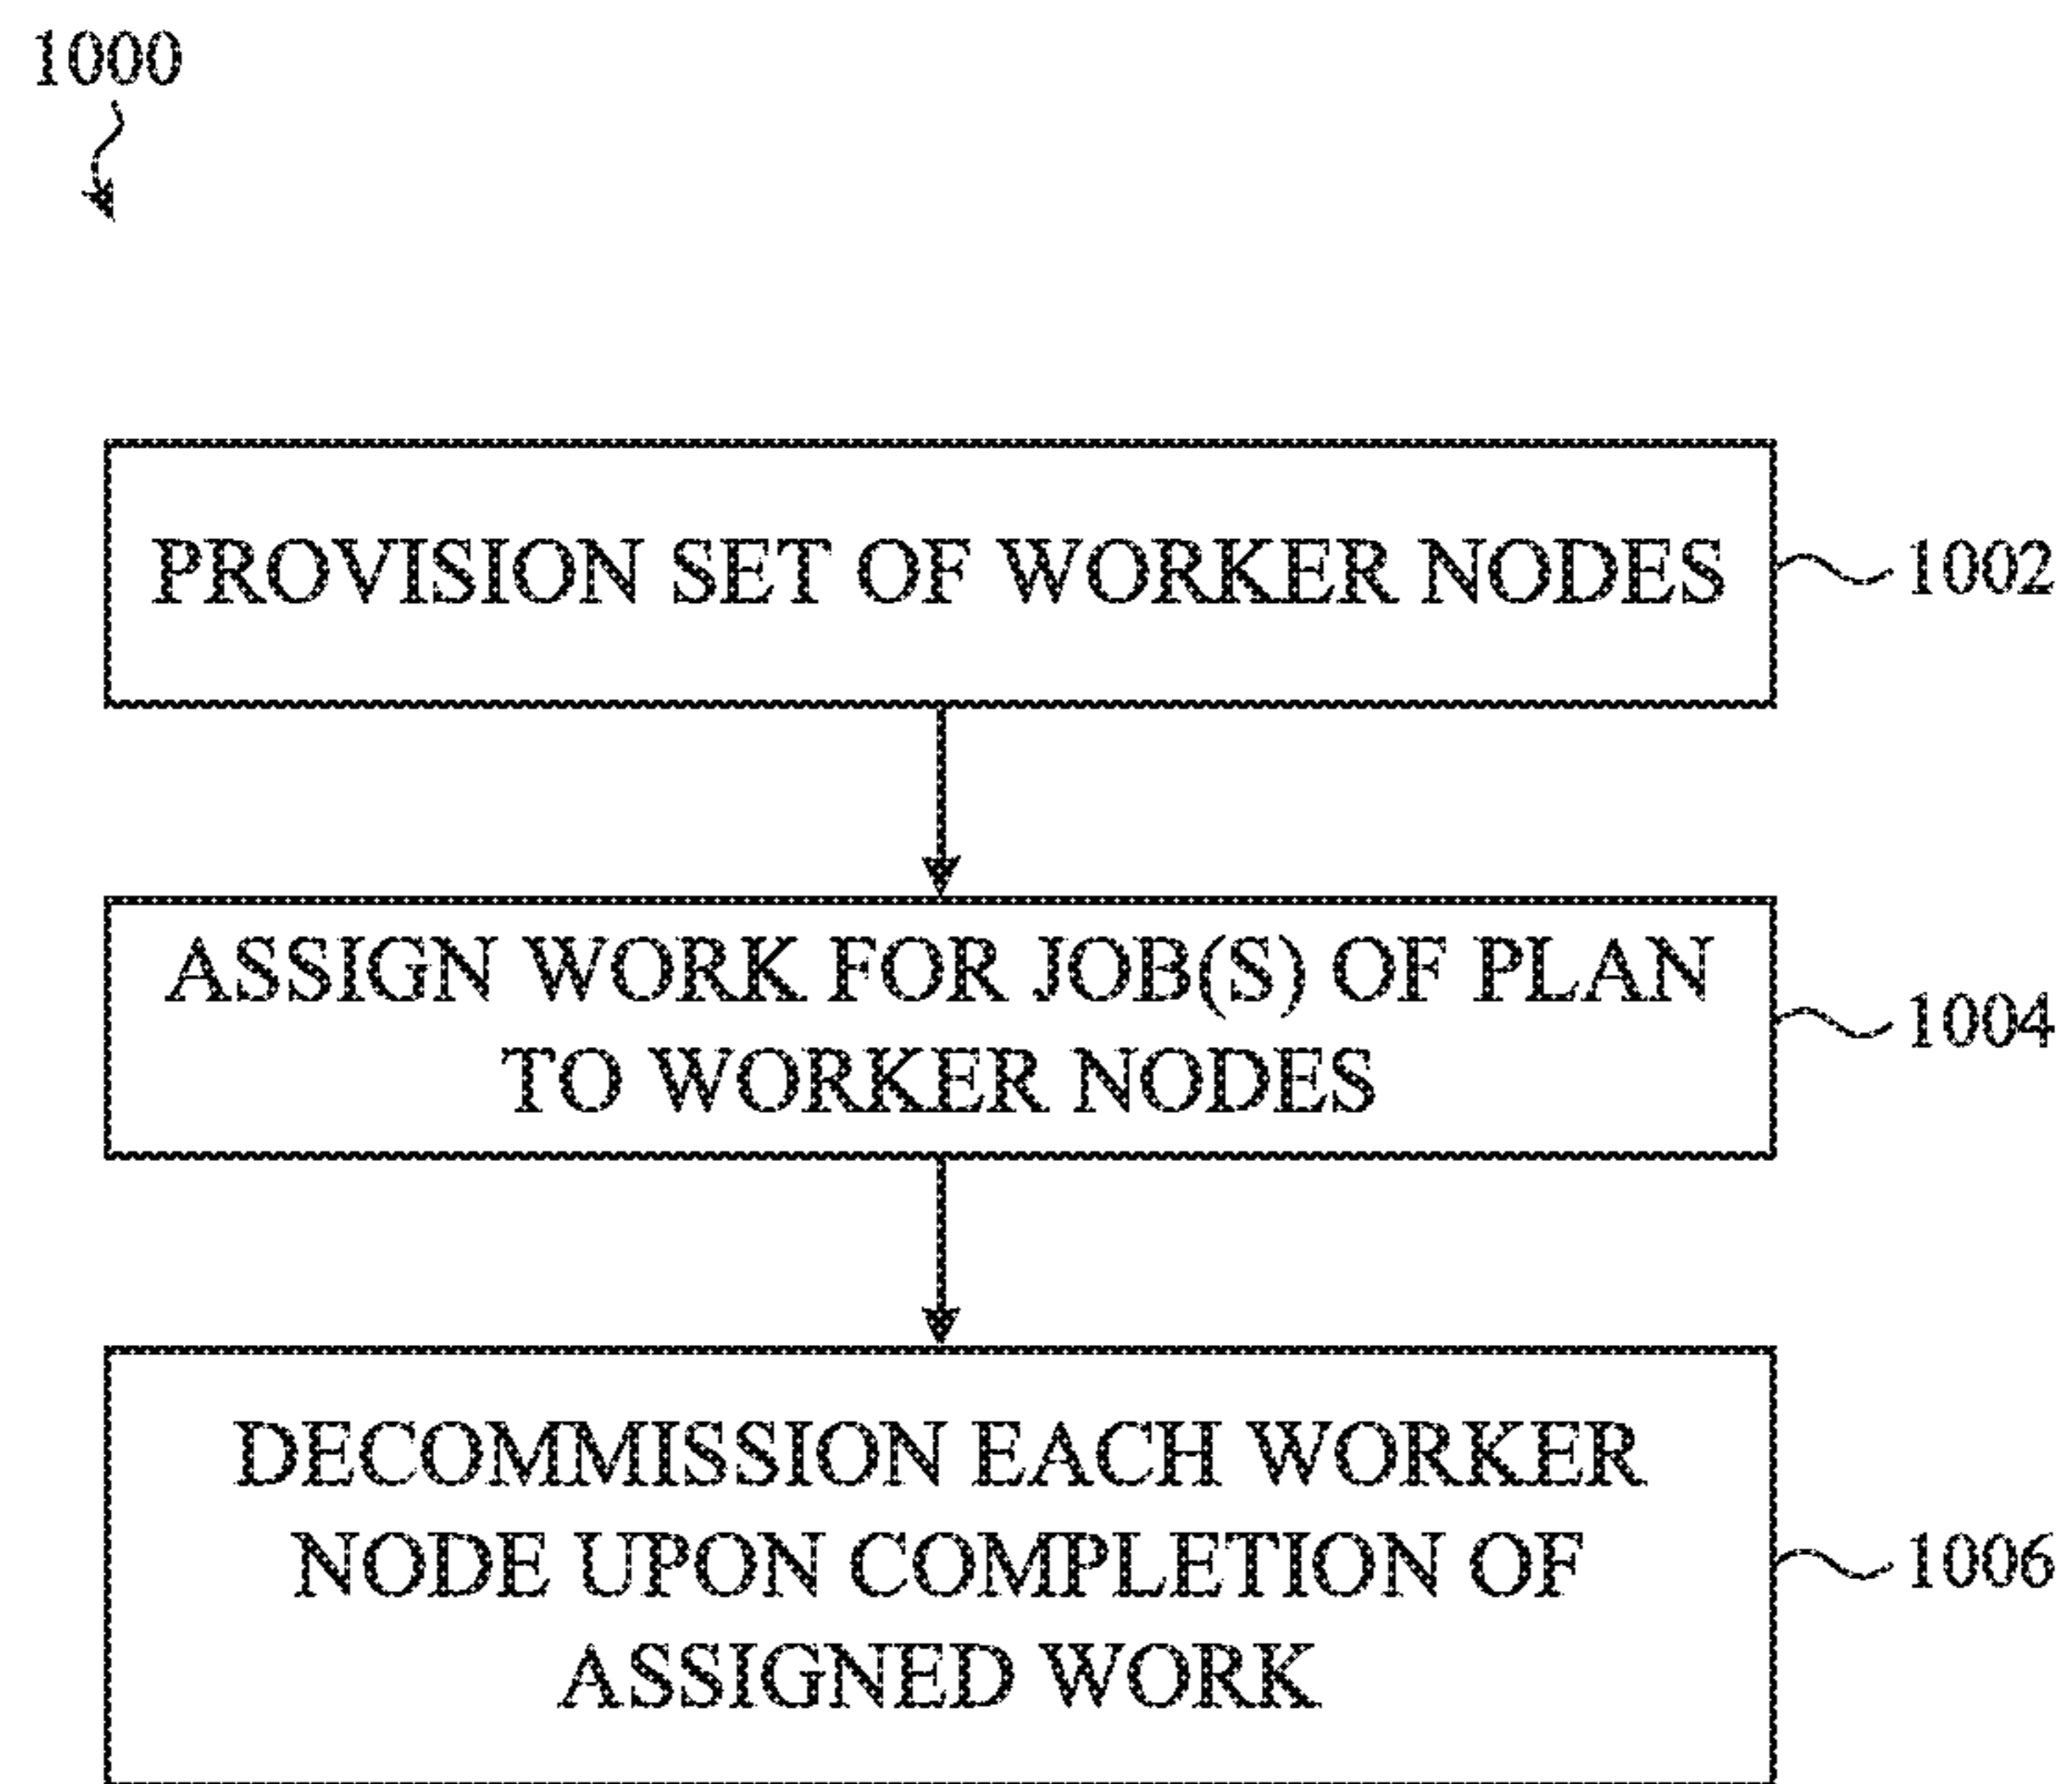 1000
PROVISION SET OF WORKER NODES
1002
ASSIGN WORK FOR JOB(S) OF PLAN
TO WORKER NODES
1004
DECOMMISSION EACH WORKER
NODE UPON COMPLETION OF
ASSIGNED WORK
1006